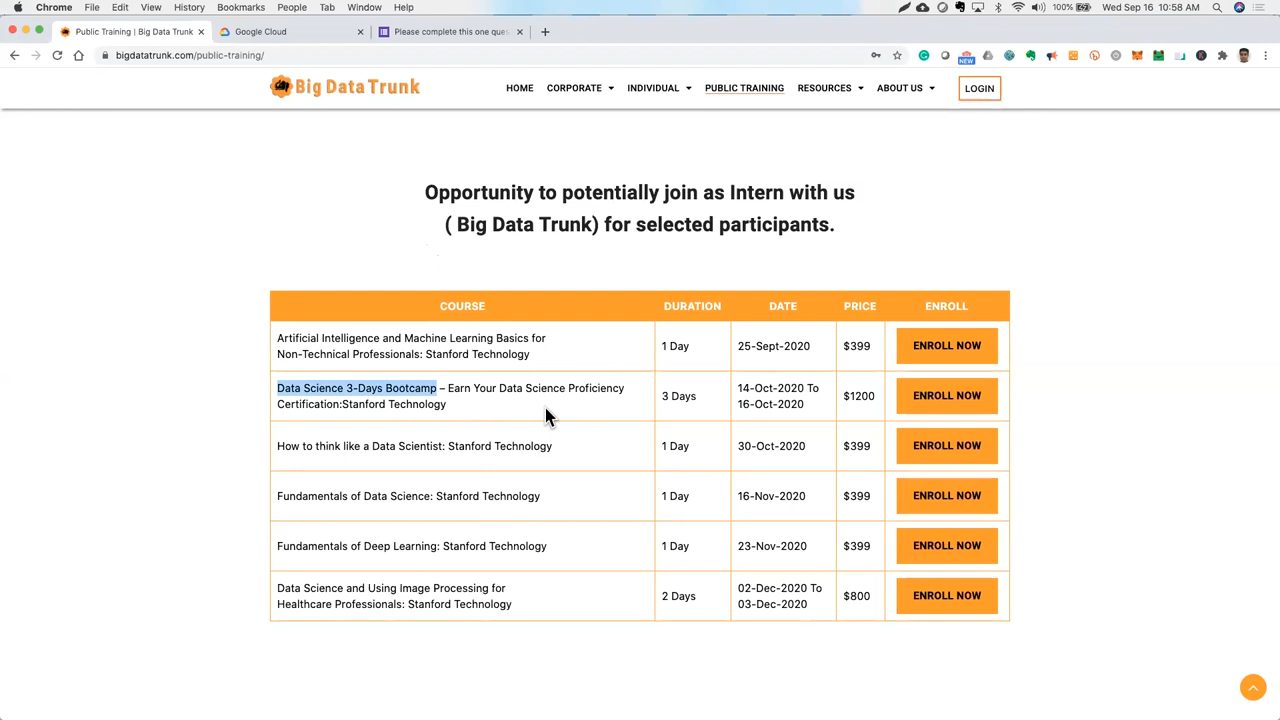 Chrome File Edit View History Bookmarks People Tab Window Help 100% Wed Sep 16 10:58 AM
Public Training | Big Data Trunk Google Cloud Please complete this one ques
bigdatatrunk.com/public-training/ NEW
Big Data Trunk HOME CORPORATE INDIVIDUAL PUBLIC TRAINING RESOURCES ABOUT US LOGIN
Opportunity to potentially join as Intern with us
( Big Data Trunk) for selected participants.
COURSE DURATION DATE PRICE ENROLL
Artificial Intelligence and Machine Learning Basics for
Non-Technical Professionals: Stanford Technology 1 Day 25-Sept-2020 $399 ENROLL NOW
Data Science 3-Days Bootcamp – Earn Your Data Science Proficiency
Certification:Stanford Technology 3 Days 14-Oct-2020 To
16-Oct-2020 $1200 ENROLL NOW
How to think like a Data Scientist: Stanford Technology 1 Day 30-Oct-2020 $399 ENROLL NOW
Fundamentals of Data Science: Stanford Technology 1 Day 16-Nov-2020 $399 ENROLL NOW
Fundamentals of Deep Learning: Stanford Technology 1 Day 23-Nov-2020 $399 ENROLL NOW
Data Science and Using Image Processing for
Healthcare Professionals: Stanford Technology 2 Days 02-Dec-2020 To
03-Dec-2020 $800 ENROLL NOW